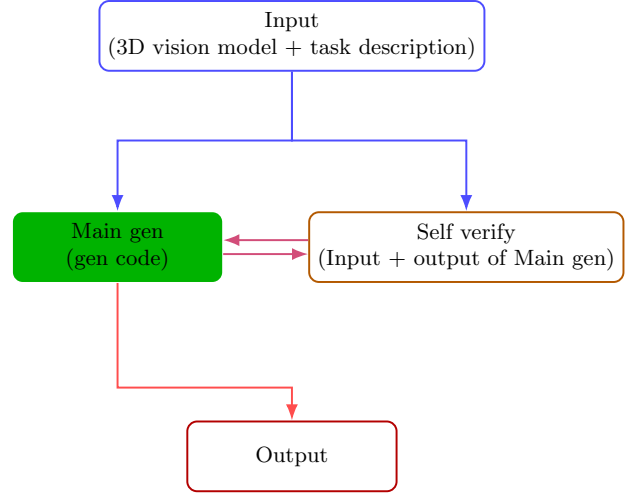 Input
(3D vision model + task description)
Main gen
(gen code)
Self verify
(Input + output of Main gen)
Output